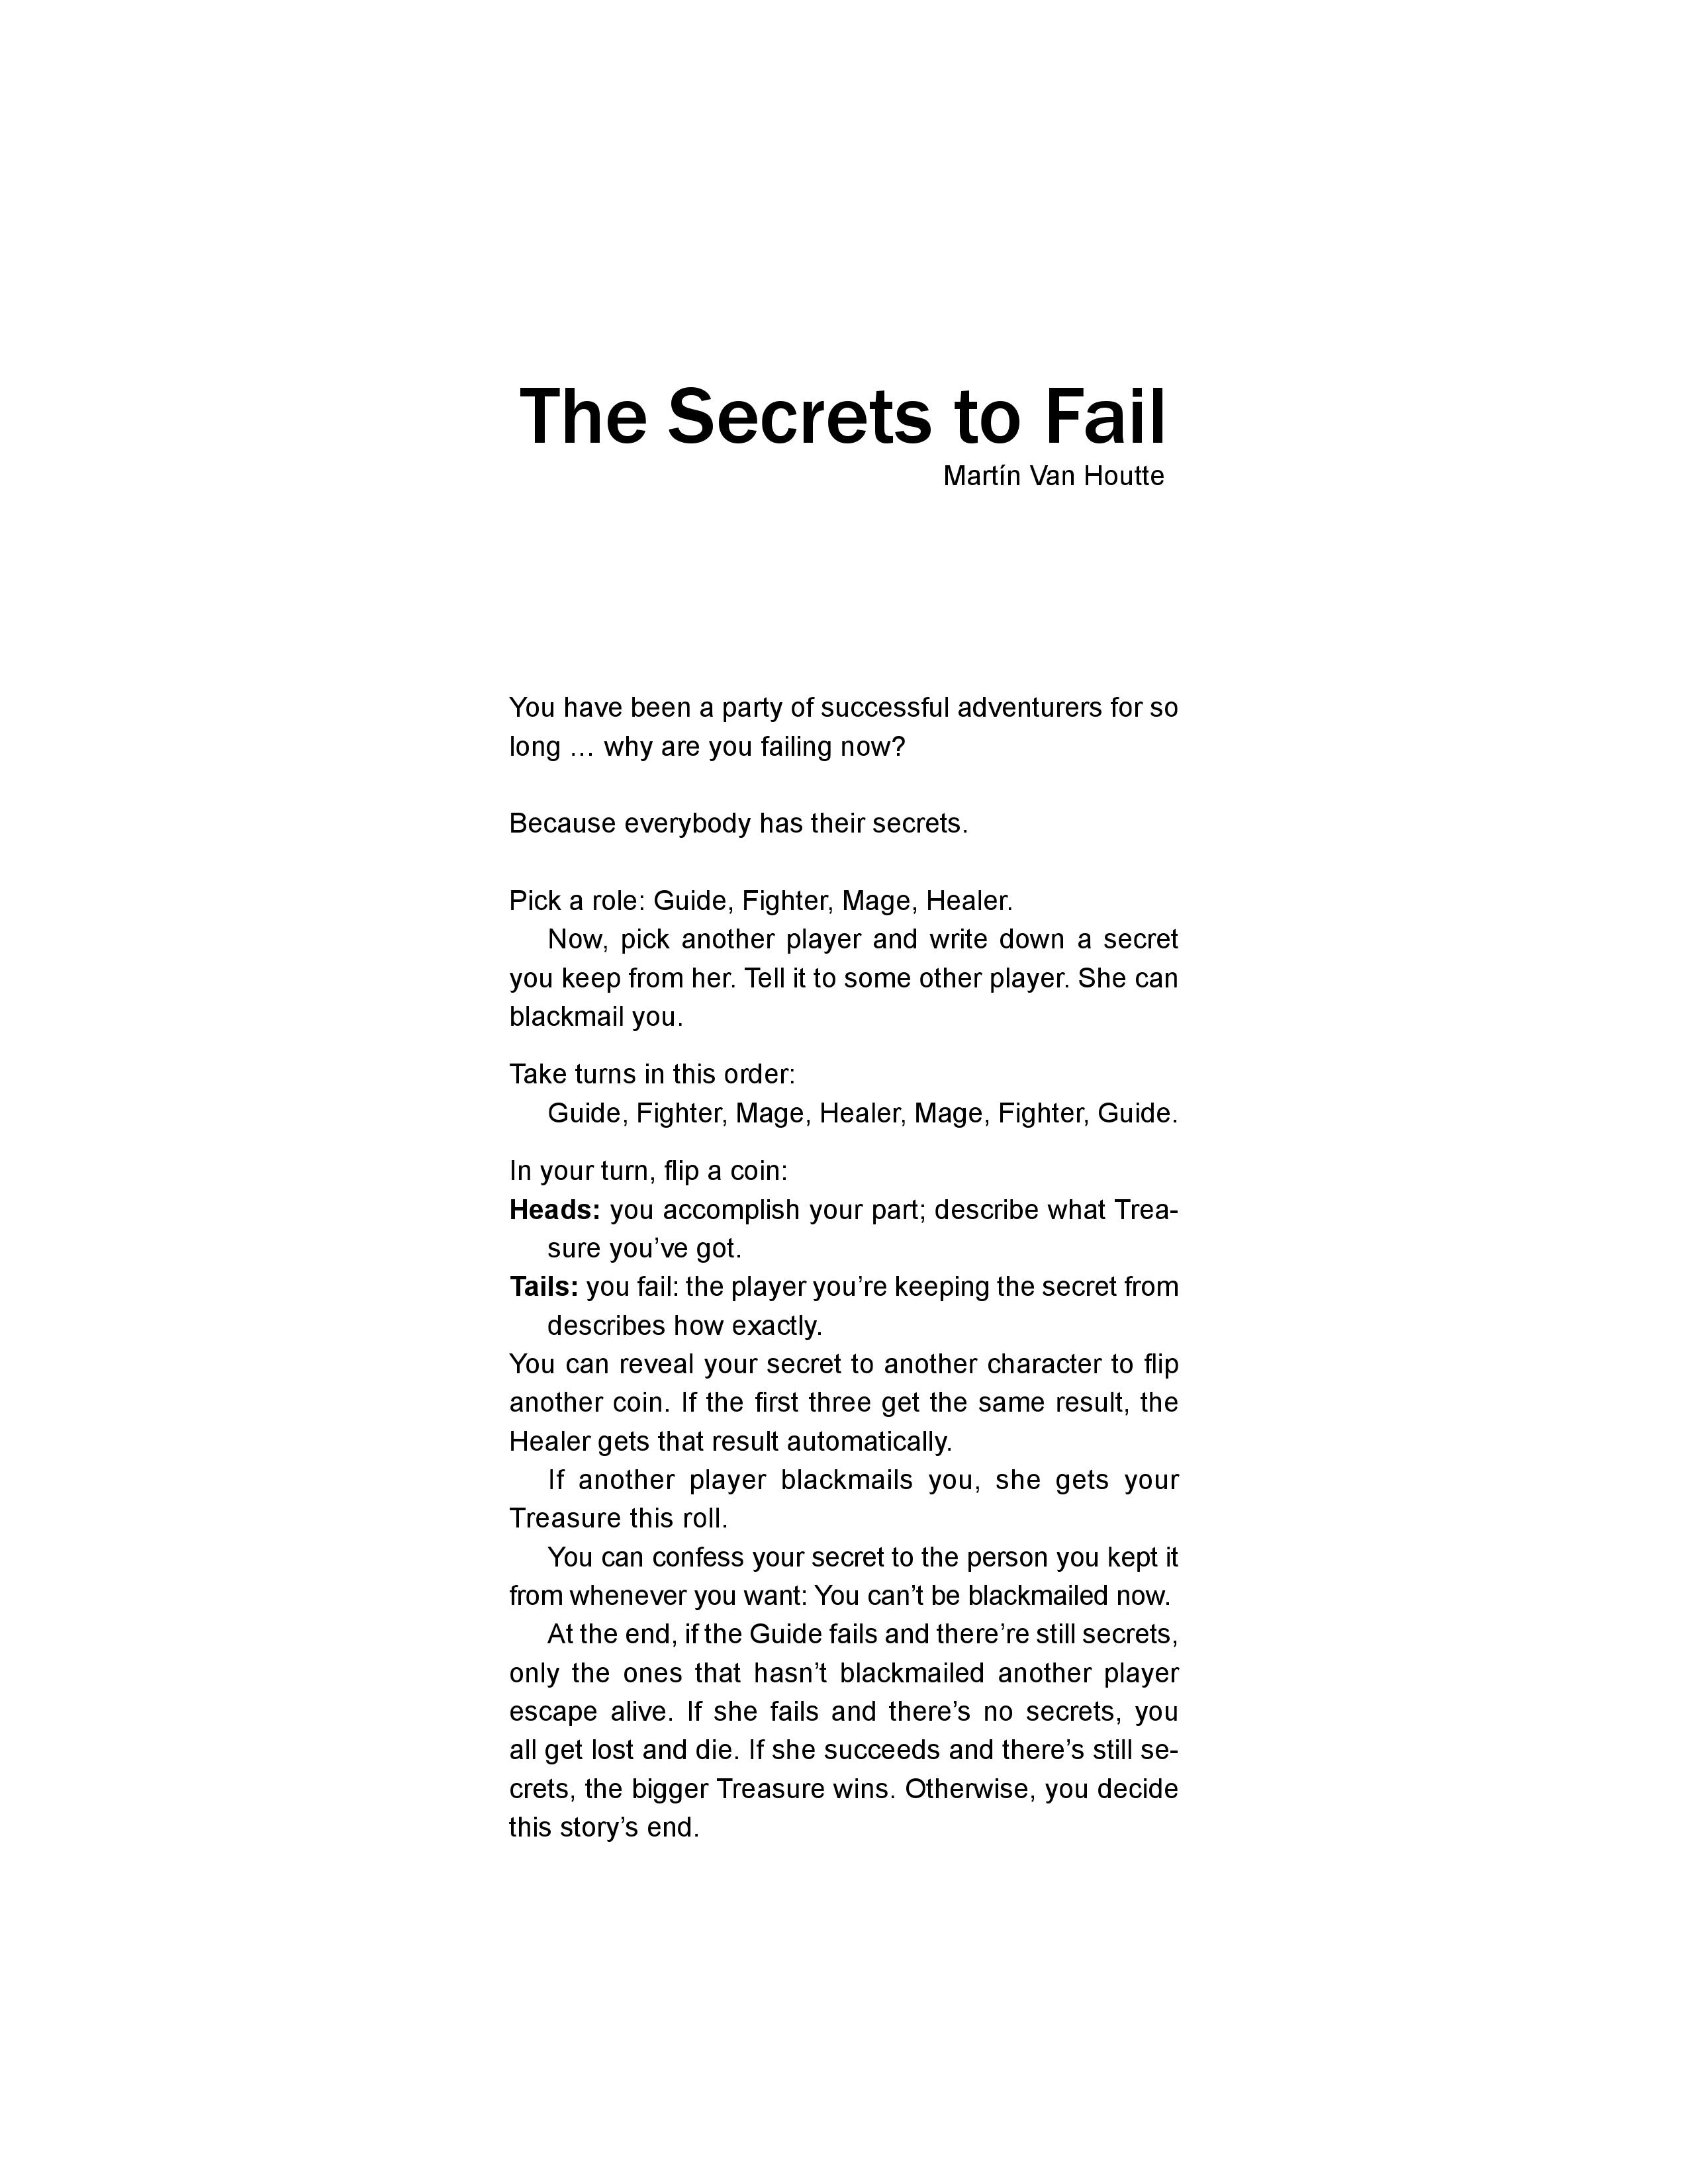 The Secrets to Fail
Martín Van Houtte
You have been a party of successful adventurers for so
long … why are you failing now?
Because everybody has their secrets.
Pick a role: Guide, Fighter, Mage, Healer.
Now, pick another player and write down a secret
you keep from her. Tell it to some other player. She can
blackmail you.
Take turns in this order:
Guide, Fighter, Mage, Healer, Mage, Fighter, Guide.
In your turn, flip a coin:
Heads: you accomplish your part; describe what Trea-
sure you’ve got.
Tails: you fail: the player you’re keeping the secret from
describes how exactly.
You can reveal your secret to another character to flip
another coin. If the first three get the same result, the
Healer gets that result automatically.
If another player blackmails you, she gets your
Treasure this roll.
You can confess your secret to the person you kept it
from whenever you want: You can’t be blackmailed now.
At the end, if the Guide fails and there’re still secrets,
only the ones that hasn’t blackmailed another player
escape alive. If she fails and there’s no secrets, you
all get lost and die. If she succeeds and there’s still se-
crets, the bigger Treasure wins. Otherwise, you decide
this story’s end.